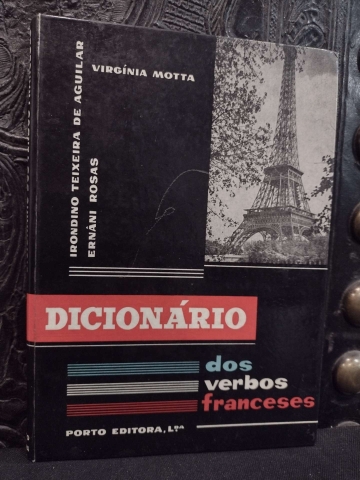 VIRGÍNIA MOTTA
IRONDINO TEIXEIRA DE AGUILAR
ERNÂNI ROSAS
DICIONÁRIO
dos
verbos
franceses
PORTO EDITORA, L.DA